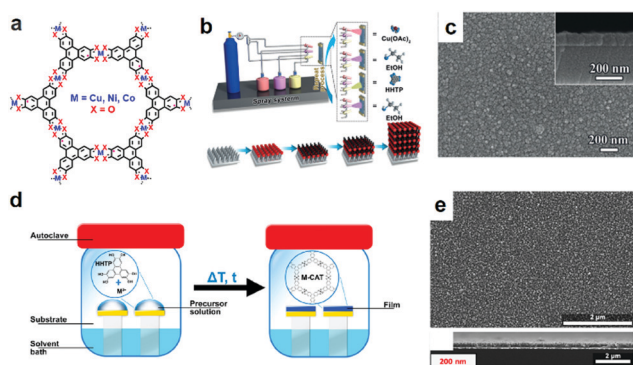 a
M = Cu, Ni, Co
X = O
b
Spray system
= Cu(OAc)₂
= EtOH
= HHTP
= EtOH
c
200 nm
200 nm
d
Autoclave
HHTP
+
M²⁺
Substrate
Solvent
bath
Precursor
solution
ΔT, t
M-CAT
Film
e
2 µm
2 µm
200 nm